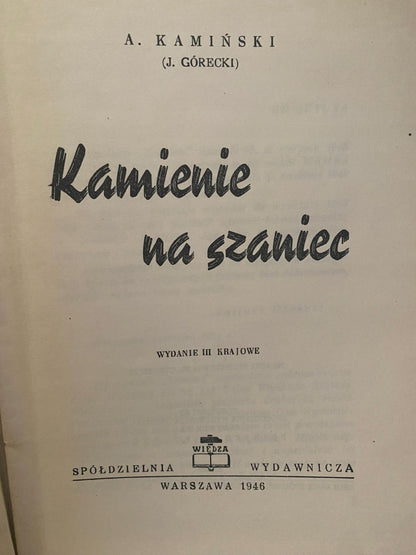 A. KAMIŃSKI
(J. GÓRECKI)
Kamienie
na szaniec
WYDANIE III KRAJOWE
WIEDZA
SPÓŁDZIELNIA WYDAWNICZA
WARSZAWA 1946